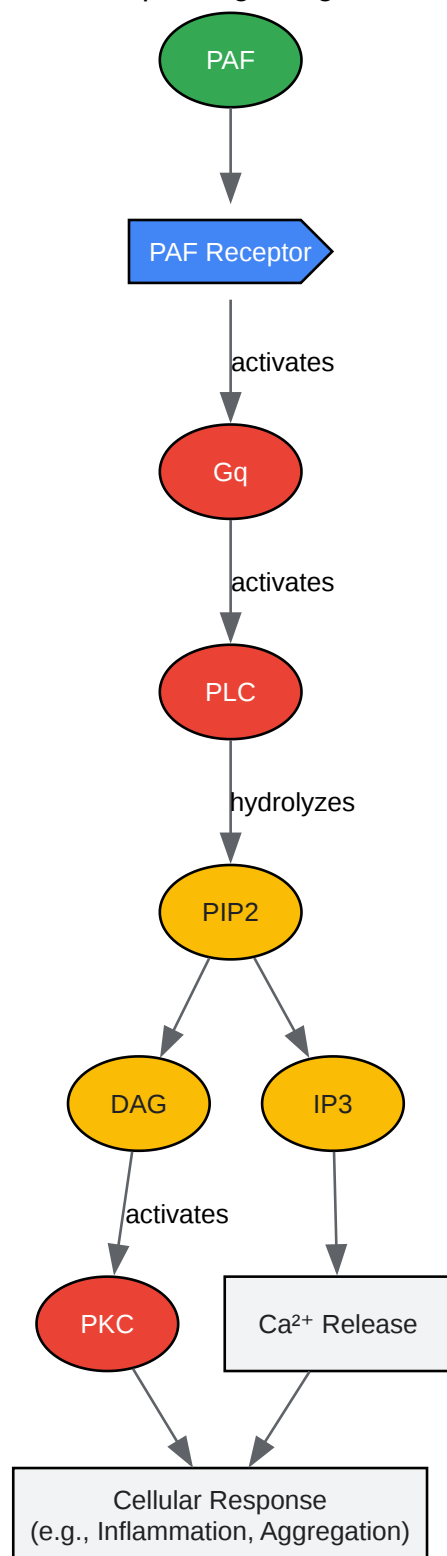 PAF
PAF Receptor
activates
Gq
activates
PLC
hydrolyzes
PIP2
DAG
IP3
activates
PKC
Ca²⁺ Release
Cellular Response
(e.g., Inflammation, Aggregation)